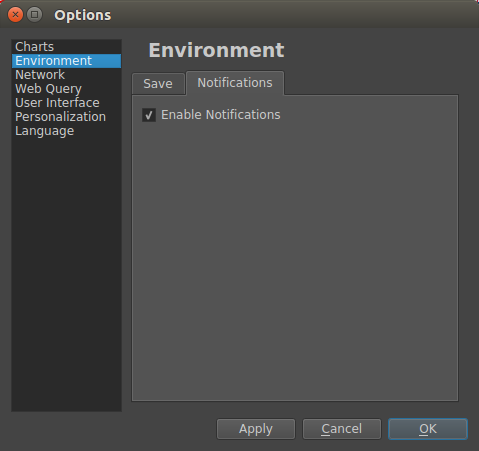 Options
Charts
Environment
Network
Web Query
User Interface
Personalization
Language
Environment
Save
Notifications
Enable Notifications
Apply
Cancel
OK